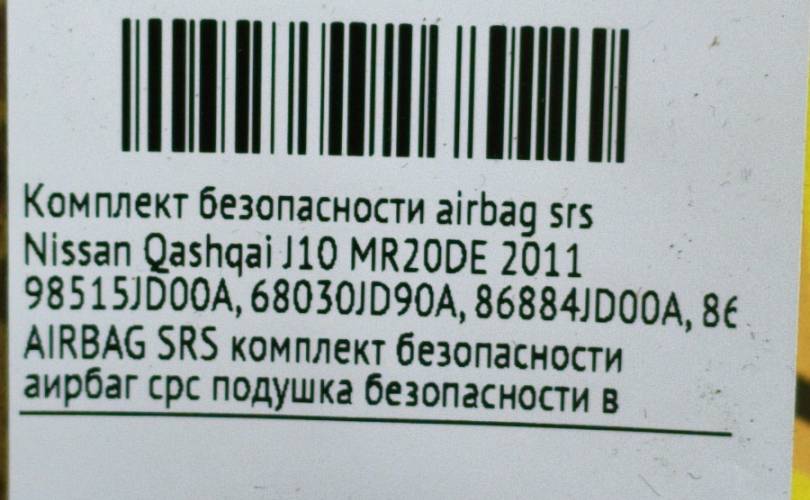 Комплект безопасности airbag srs
Nissan Qashqai J10 MR20DE 2011
98515JD00A, 68030JD90A, 86884JD00A, 86
AIRBAG SRS комплект безопасности
аирбаг срс подушка безопасности в